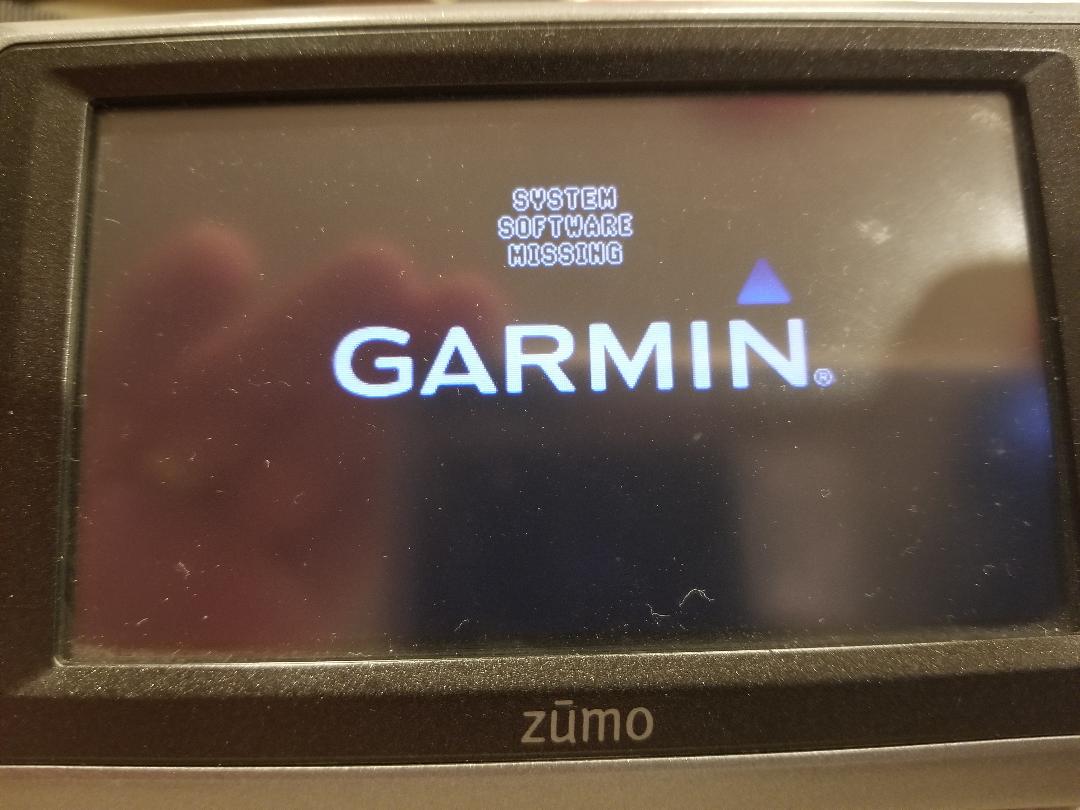 SYSTEM
SOFTWARE
MISSING
GARMIN®
zūmo